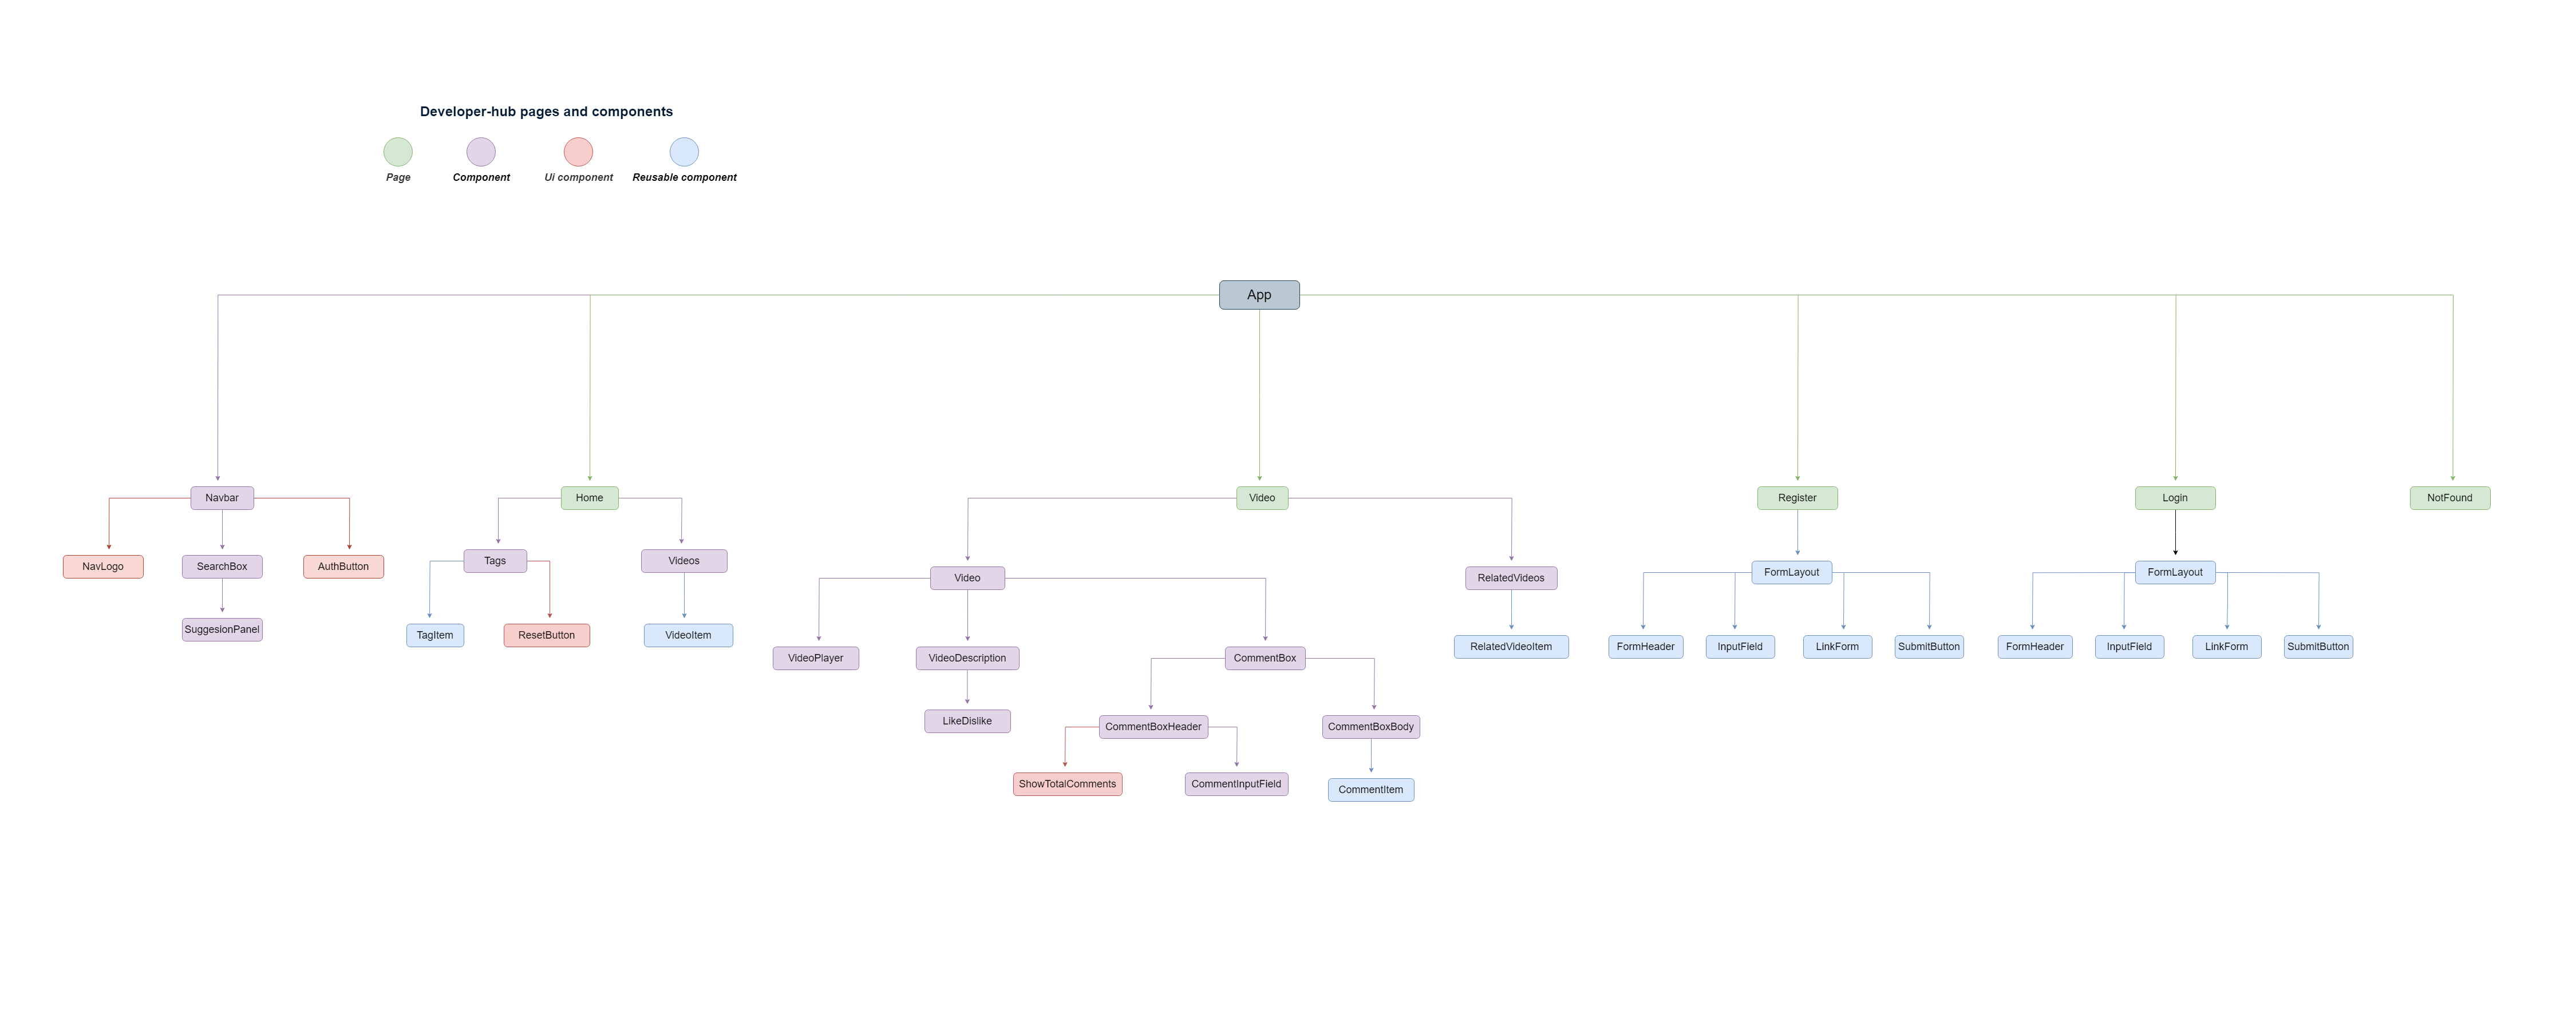 Developer-hub pages and components
Page
Component
Ui component
Reusable component
App
Navbar
Home
Video
Register
Login
NotFound
NavLogo
SearchBox
AuthButton
SuggesionPanel
Tags
Videos
TagItem
ResetButton
VideoItem
Video
RelatedVideos
VideoPlayer
VideoDescription
CommentBox
RelatedVideoItem
LikeDislike
CommentBoxHeader
CommentBoxBody
ShowTotalComments
CommentInputField
CommentItem
FormLayout
FormHeader
InputField
LinkForm
SubmitButton
FormLayout
FormHeader
InputField
LinkForm
SubmitButton